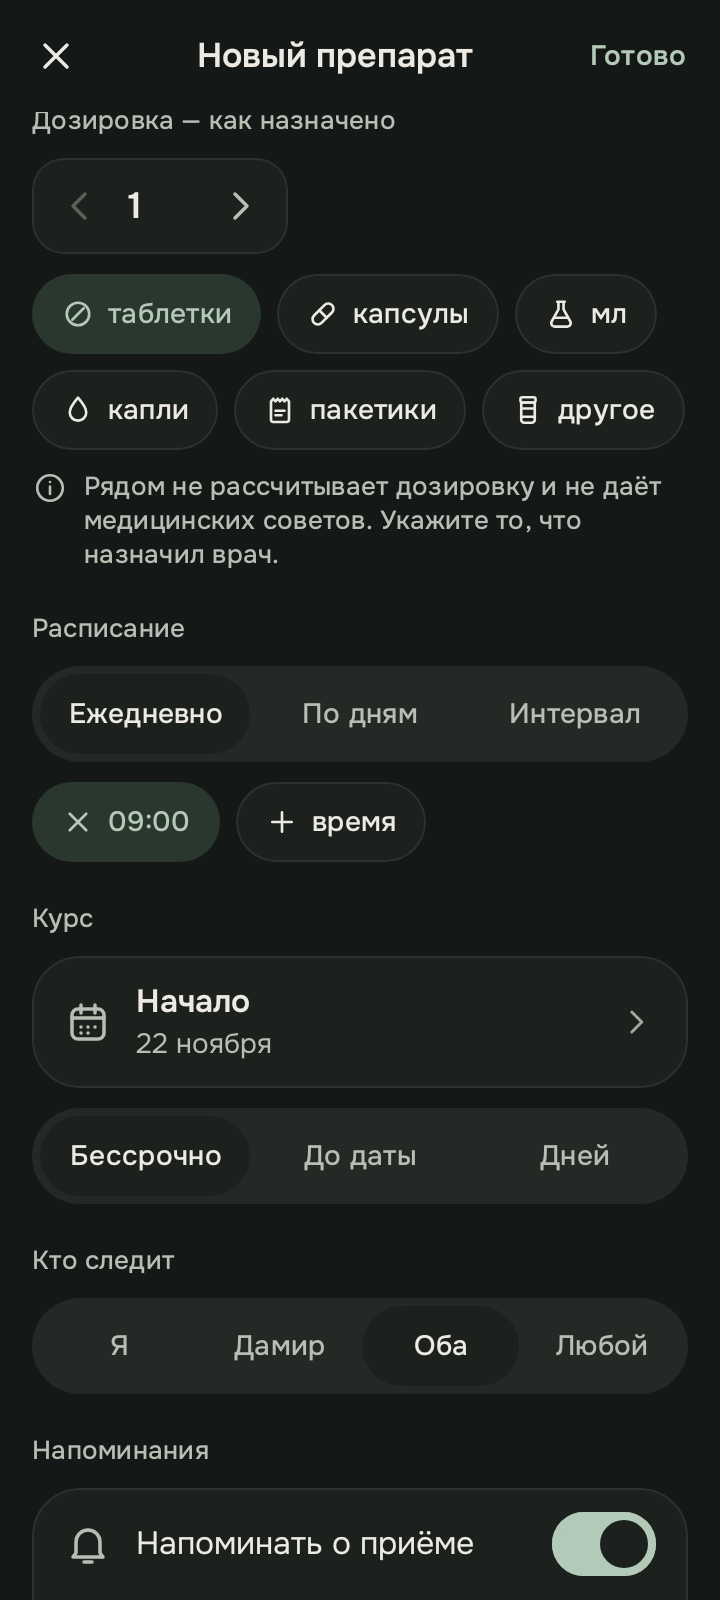 Новый препарат
Готово
Дозировка — как назначено
1
таблетки
капсулы
мл
капли
пакетики
другое
Рядом не рассчитывает дозировку и не даёт
медицинских советов. Укажите то, что
назначил врач.
Расписание
Ежедневно
По дням
Интервал
09:00
время
Курс
Начало
22 ноября
Бессрочно
До даты
Дней
Кто следит
Я
Дамир
Оба
Любой
Напоминания
Напоминать о приёме